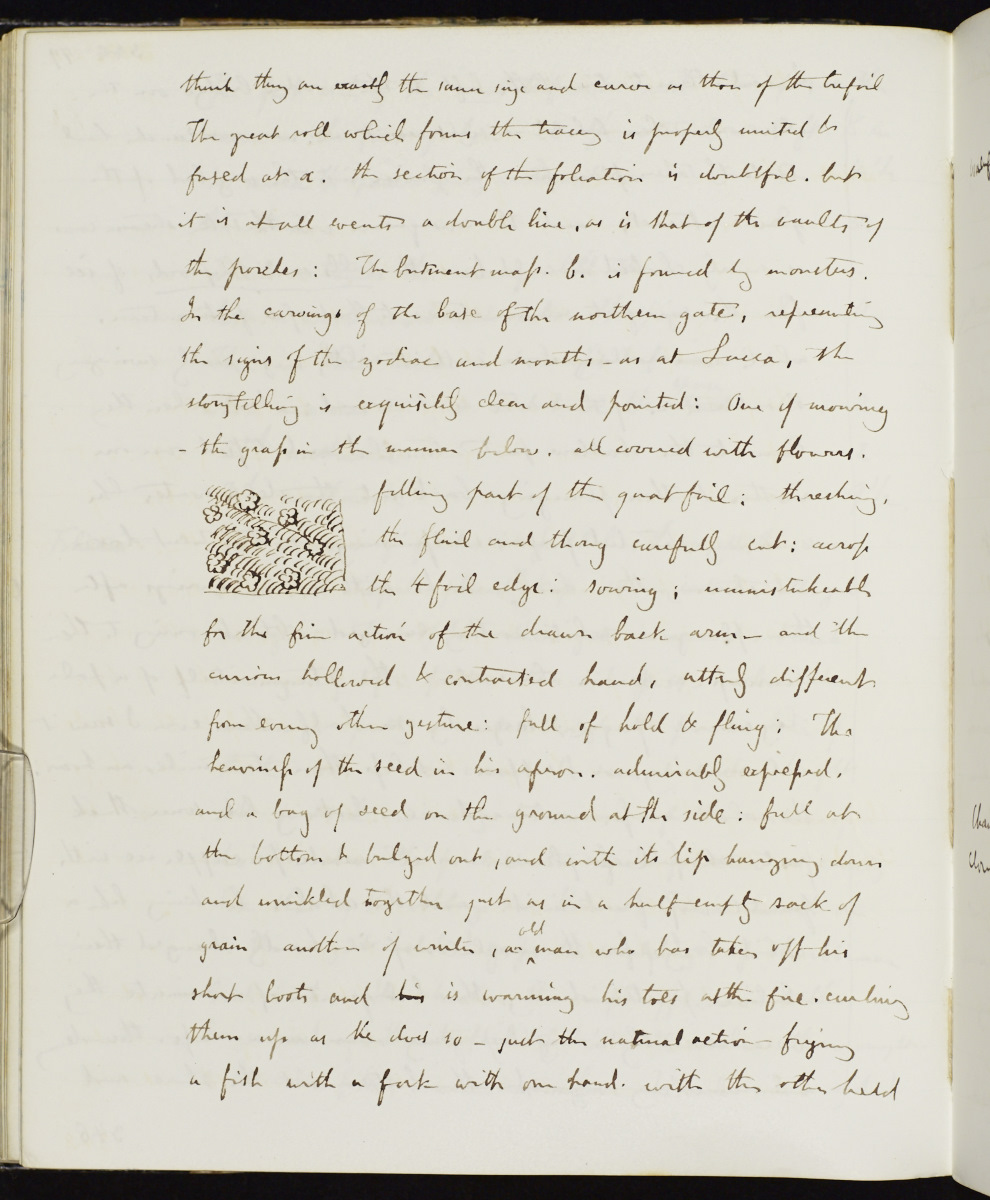 think they are exactly the same size and curve as those of the trefoil
The great roll which forms the tracery is properly united &
fused at a. the section of the foliation is doubtful. but
it is at all events a double line, as is that of the vaults of
the porches: The butment mass. b. is formed by monsters.
In the carvings of the base of the northern gate, representing
the signs of the zodiac and months - as at Lucca, the
storytelling is exquisitely clear and pointed: One of mowing
- the grass in the manner below. all covered with flowers.
filling part of the quatfoil: threshing,
the flail and thong carefully cut; across
the 4 foil edge: sowing; unmistakeable
for the fine action of the drawn back arm - and the
curious hollowed & contracted hand, utterly different
from every other gesture: full of hold & fling; The
heaviness of the seed in his apron. admirably expressed.
and a bag of seed on the ground at the side: full at
the bottom & bulged out, and with its lip hanging down
and wrinkled together just as in a half empty sack of
grain another of winter, an old man who has taken off his
short boots and his is warming his toes at the fire. curling
them up as he does so - just the natural action - frying
a fish with a fork with one hand. with the other held
Cha